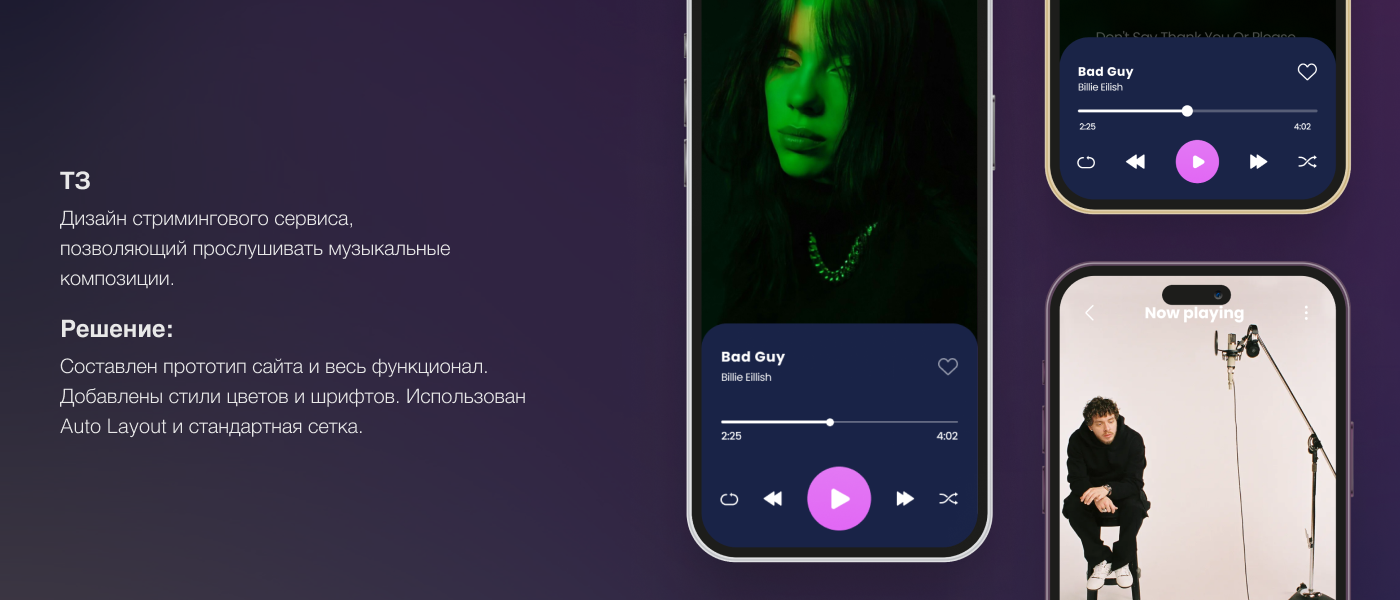 ТЗ
Дизайн стримингового сервиса,
позволяющий прослушивать музыкальные
композиции.
Решение:
Составлен прототип сайта и весь функционал.
Добавлены стили цветов и шрифтов. Использован
Auto Layout и стандартная сетка.
Bad Guy
Billie Eillish
2:25 4:02
Don't Say Thank You Or Please
Bad Guy
Billie Eilish
2:25 4:02
Now playing